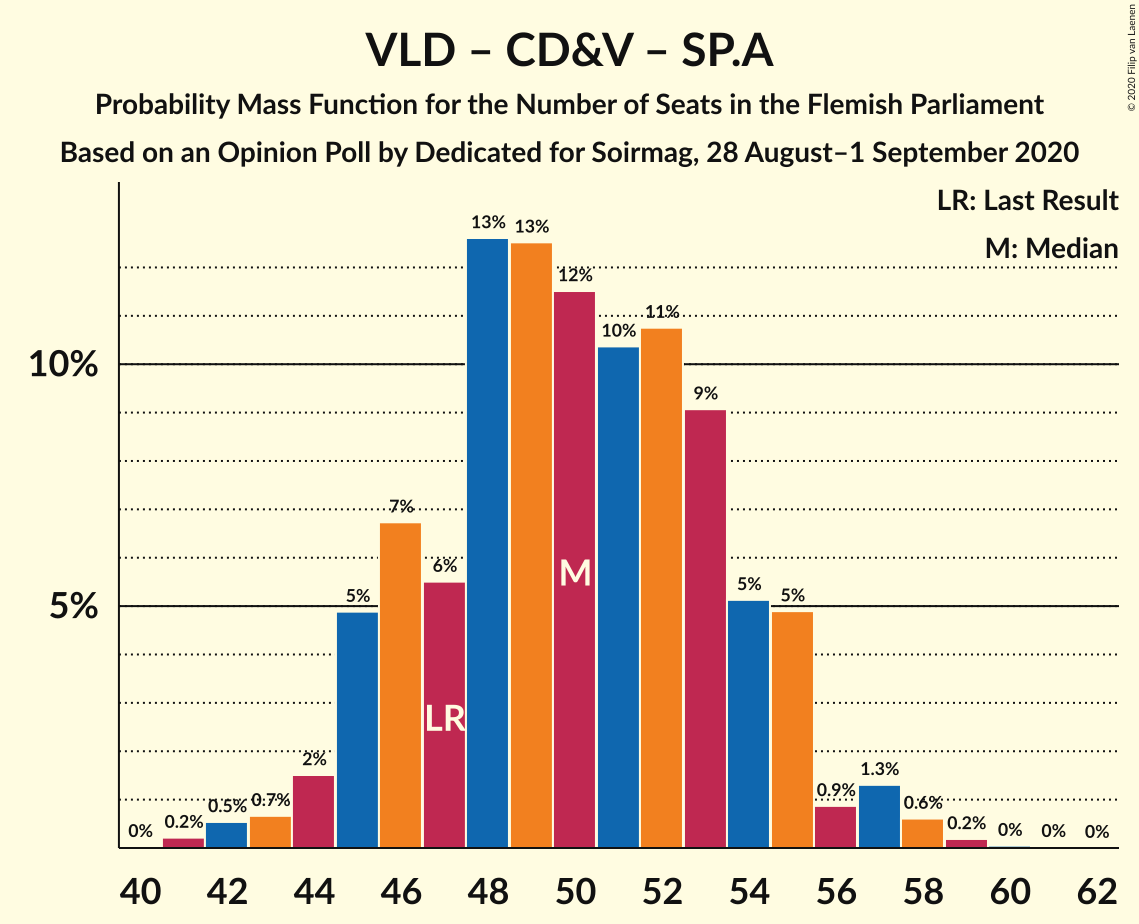 VLD – CD&V – SP.A
Probability Mass Function for the Number of Seats in the Flemish Parliament
Based on an Opinion Poll by Dedicated for Soirmag, 28 August–1 September 2020
© 2020 Filip van Laenen
LR: Last Result
M: Median
10%
5%
0%
0.2%
0.5%
0.7%
2%
5%
7%
6%
13%
13%
12%
10%
11%
9%
5%
5%
0.9%
1.3%
0.6%
0.2%
0%
0%
0%
LR
M
40 42 44 46 48 50 52 54 56 58 60 62